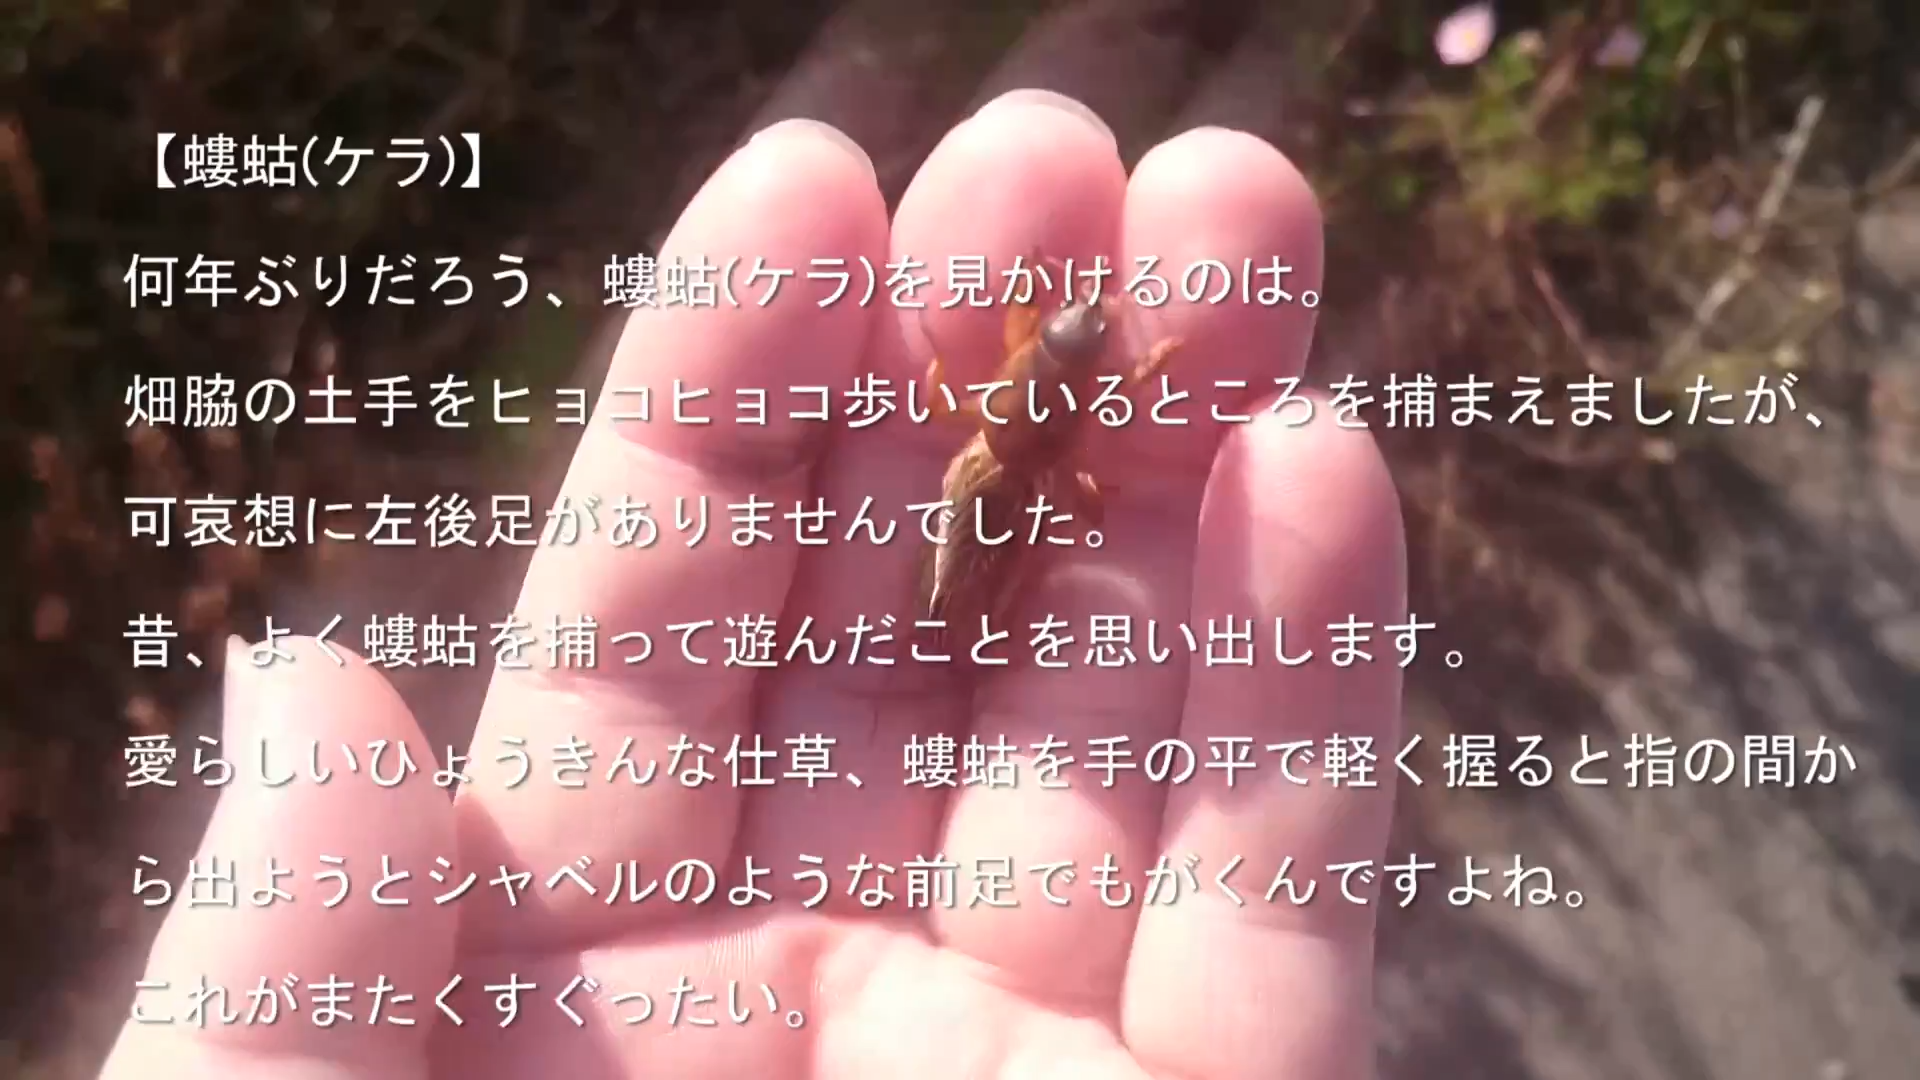 【螻蛄(ケラ)】
何年ぶりだろう、螻蛄(ケラ)を見かけるのは。
畑脇の土手をヒョコヒョコ歩いているところを捕まえましたが、
可哀想に左後足がありませんでした。
昔、よく螻蛄を捕って遊んだことを思い出します。
愛らしいひょうきんな仕草、螻蛄を手の平で軽く握ると指の間か
ら出ようとシャベルのような前足でもがくんですよね。
これがまたくすぐったい。